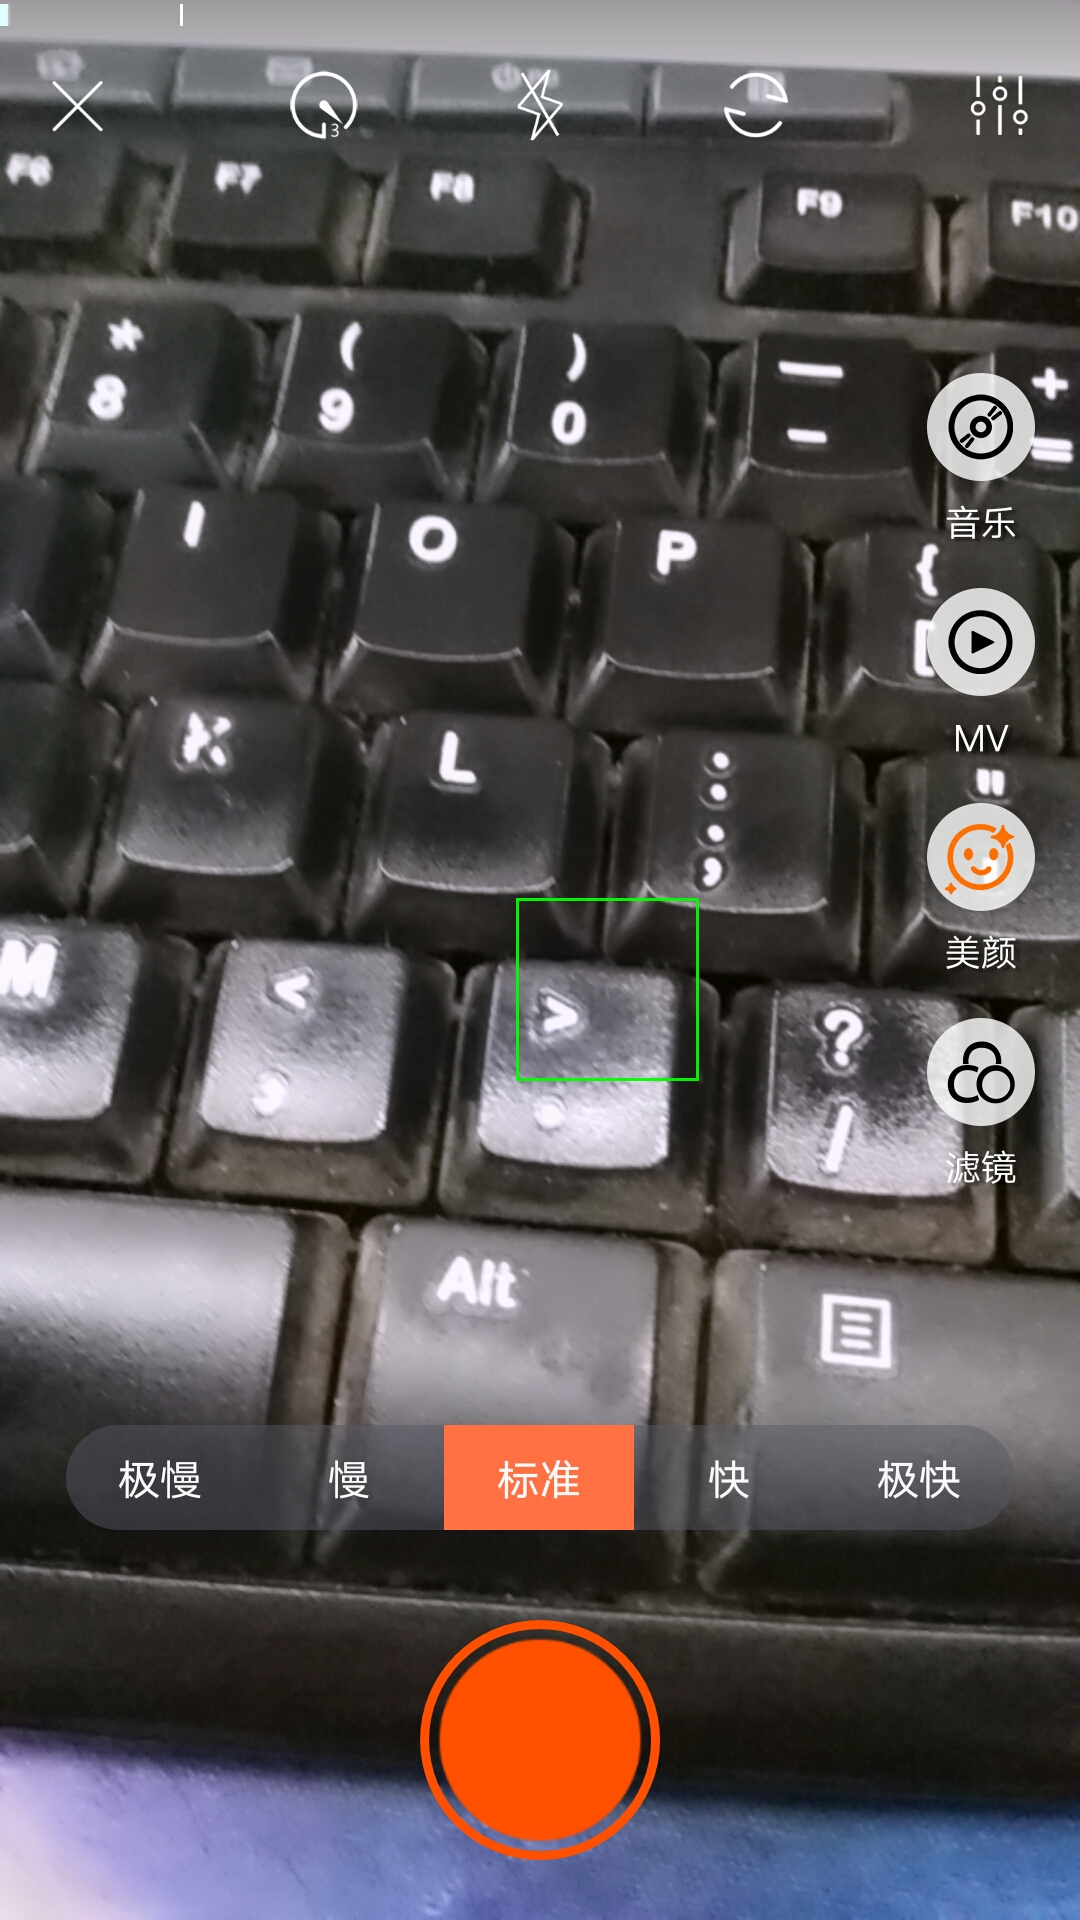 3
F6 F7 F8 F9 F10
* ( ) — +
8 9 0 - =
音乐
I O P {
[
MV
K L : "
;
美颜
M < > ?
, . /
滤镜
Alt
极慢 慢 标准 快 极快